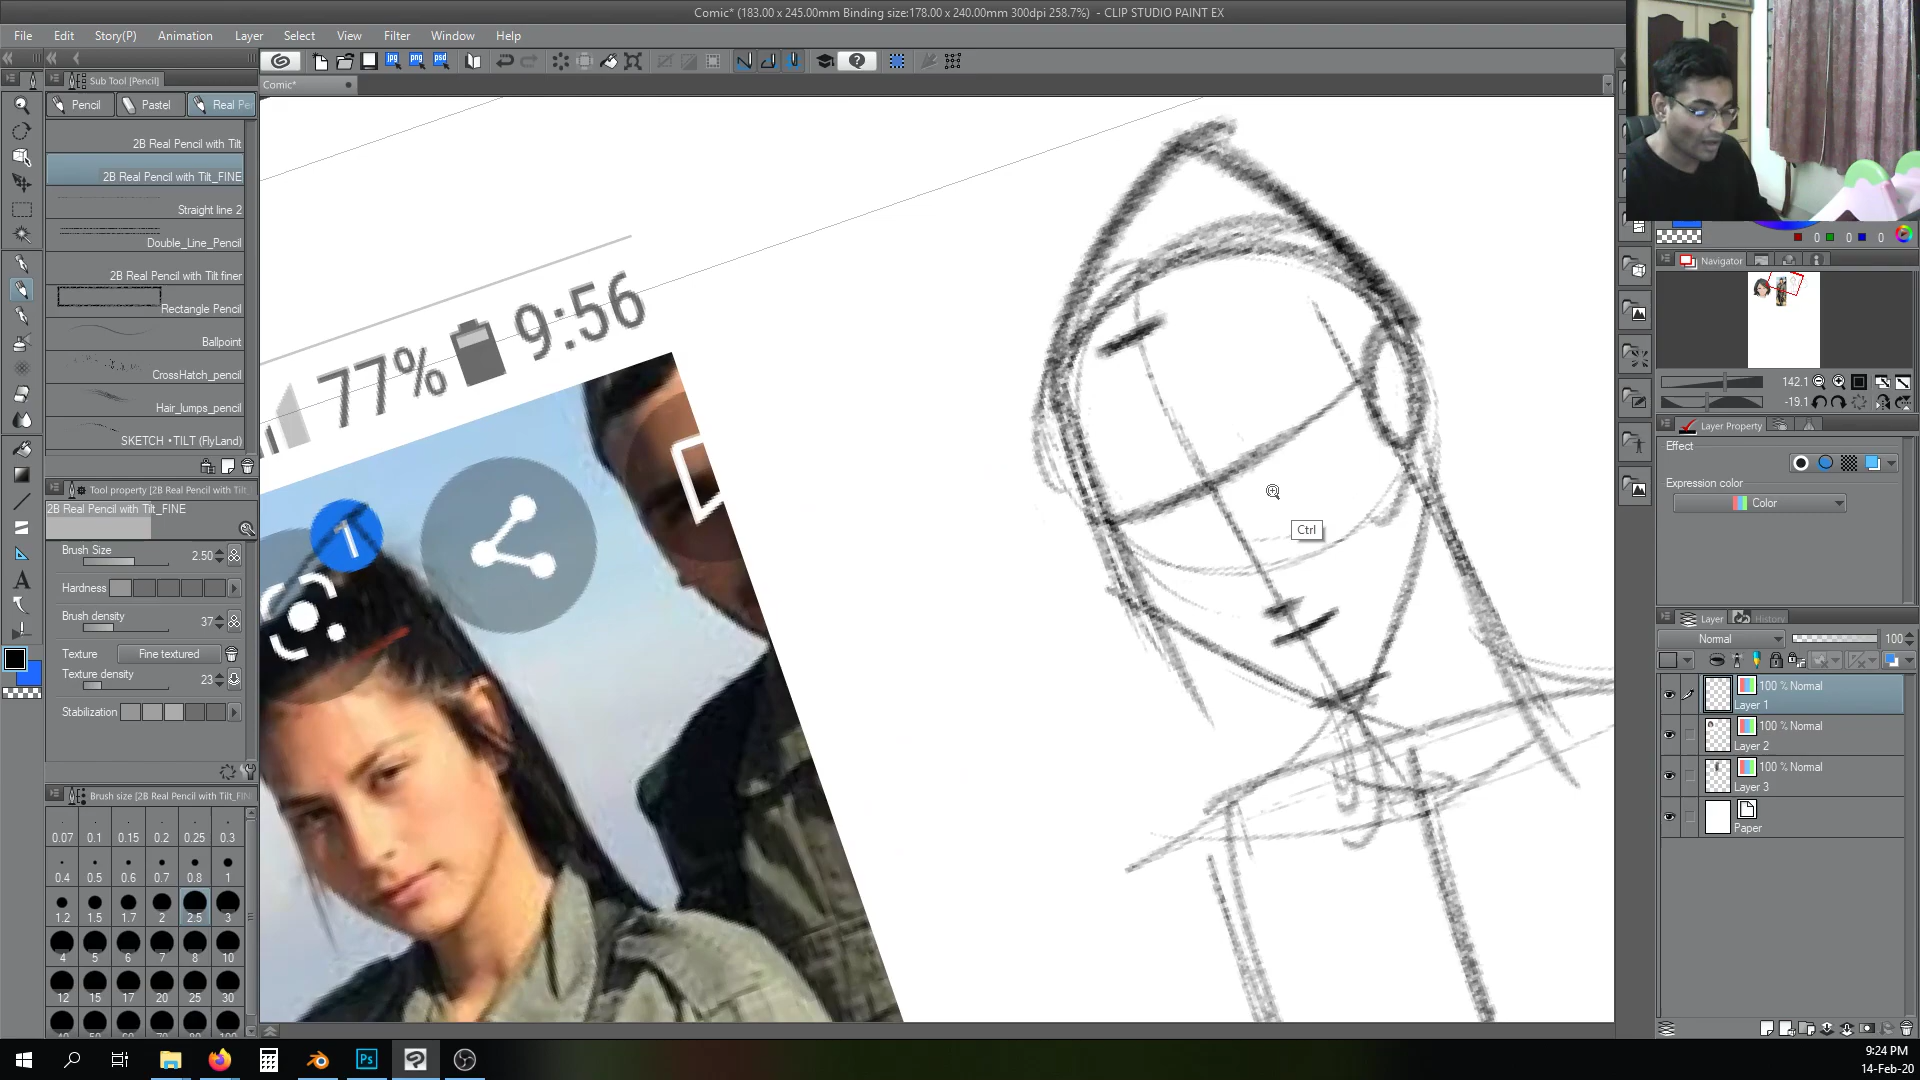 Comic* (183.00 x 245.00mm Binding size:178.00 x 240.00mm 300dpi 258.7%)  - CLIP STUDIO PAINT EX
File Edit Story(P) Animation Layer Select View Filter Window Help
Sub Tool [Pencil]
Comic*
Pencil Pastel Real Pe
2B Real Pencil with Tilt
2B Real Pencil with Tilt_FINE
Straight line 2
Double_Line_Pencil
2B Real Pencil with Tilt finer
Rectangle Pencil
Ballpoint
CrossHatch_pencil
Hair_lumps_pencil
SKETCH •TILT (FlyLand)
Tool property [2B Real Pencil with Tilt_
2B Real Pencil with Tilt_FINE
Brush Size 2.50
Hardness
Brush density 37
Texture Fine textured
Texture density 23
Stabilization
Brush size [2B Real Pencil with Tilt_FIN
0.07 0.1 0.15 0.2 0.25 0.3
0.4 0.5 0.6 0.7 0.8 1
1.2 1.5 1.7 2 2.5 3
4 5 6 7 8 10
12 15 17 20 25 30
77% 9:56
1
Ctrl
0 0 0
Navigator
142.1
-19.1
Layer Property
Effect
Expression color
Color
Layer History
Normal 100
100 % Normal
Layer 1
100 % Normal
Layer 2
100 % Normal
Layer 3
Paper
Ps
9:24 PM
14-Feb-20